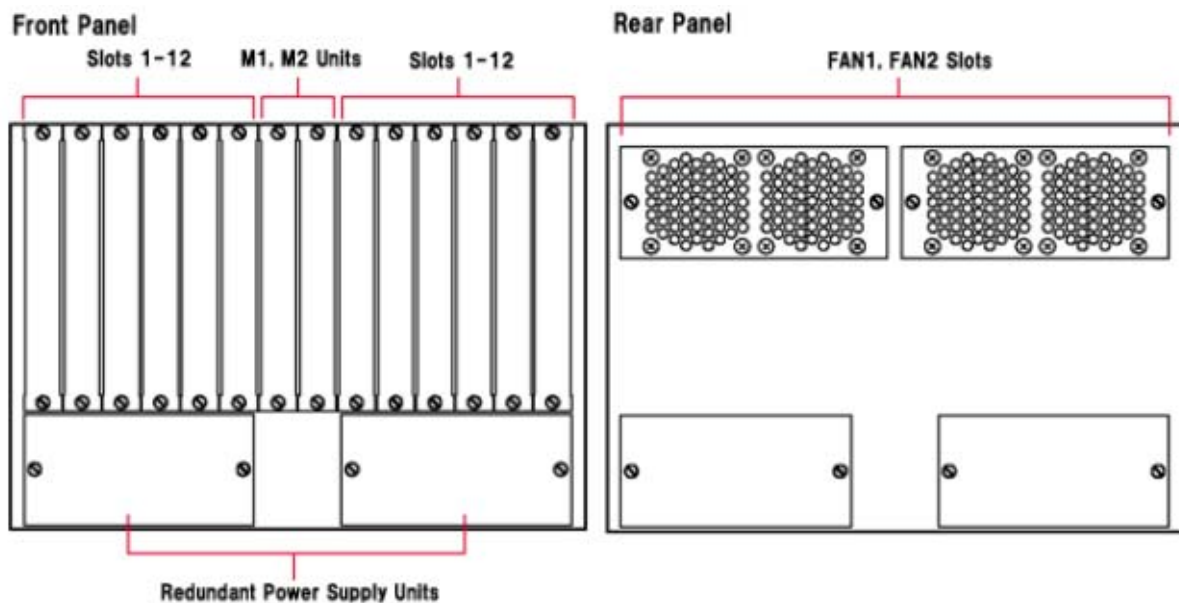 Front Panel
Slots 1-12
M1, M2 Units
Slots 1-12
Redundant Power Supply Units
Rear Panel
FAN1, FAN2 Slots